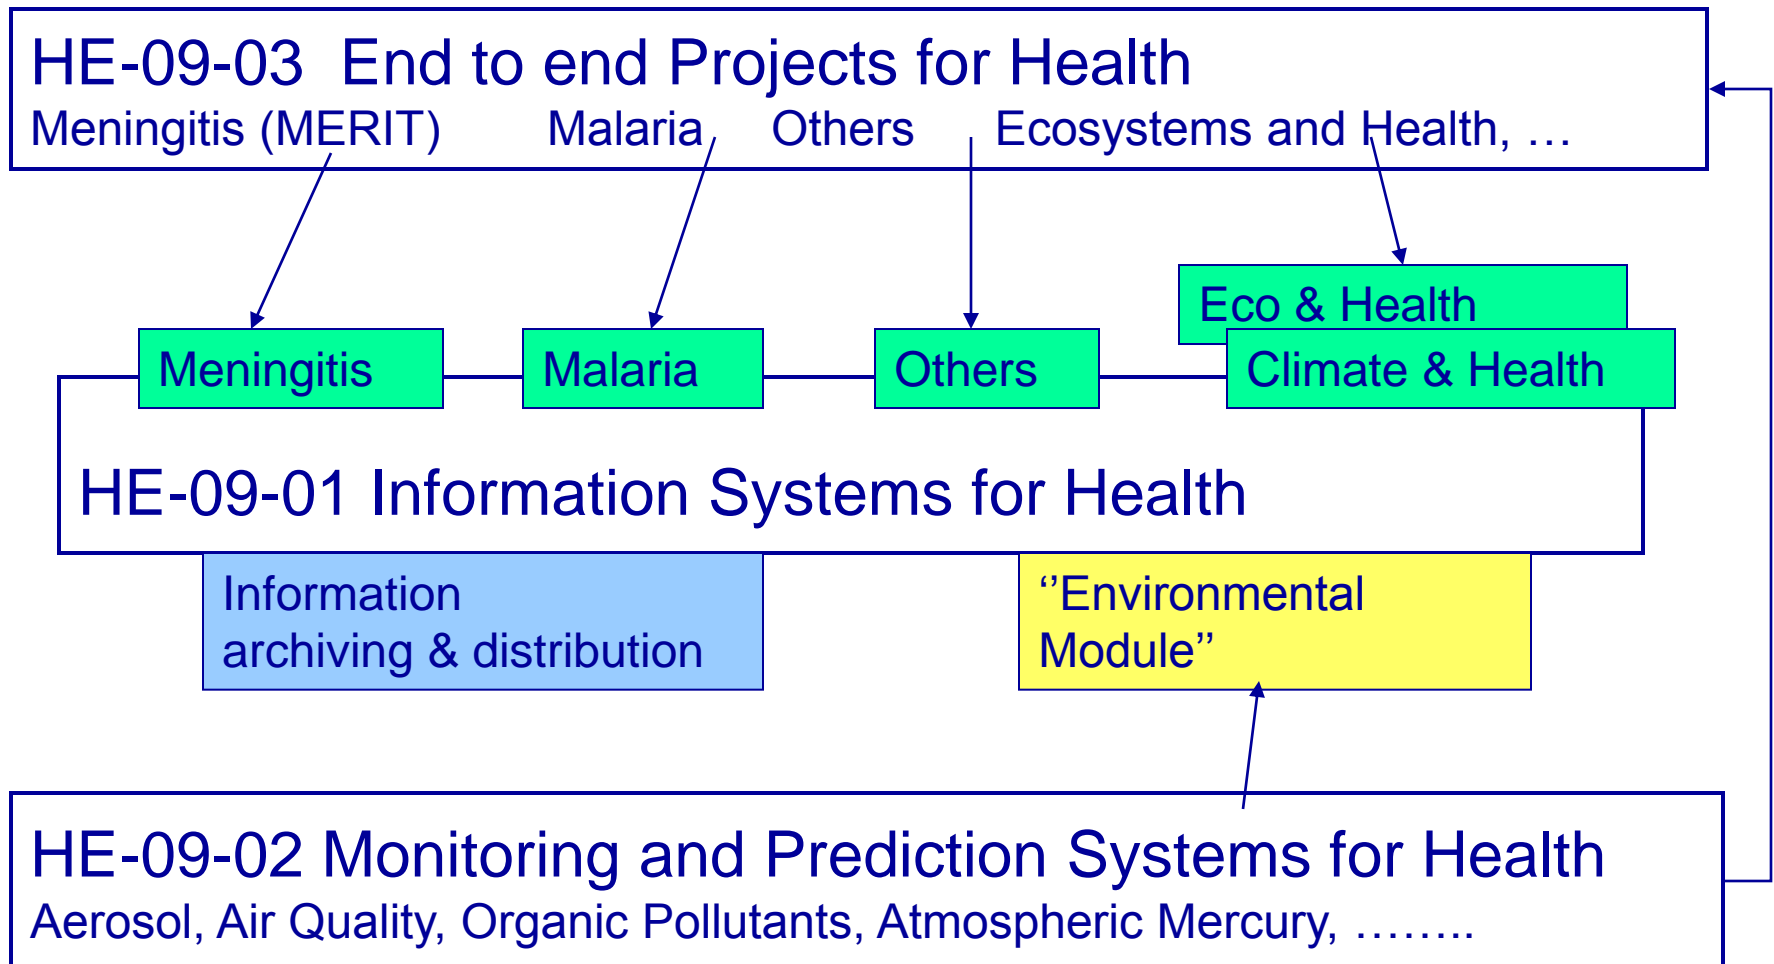 HE-09-03 End to end Projects for Health
Meningitis (MERIT) Malaria Others Ecosystems and Health, …
Eco & Health
Meningitis Malaria Others Climate & Health
HE-09-01 Information Systems for Health
Information
archiving & distribution
‘’Environmental
Module’’
HE-09-02 Monitoring and Prediction Systems for Health
Aerosol, Air Quality, Organic Pollutants, Atmospheric Mercury, ……..